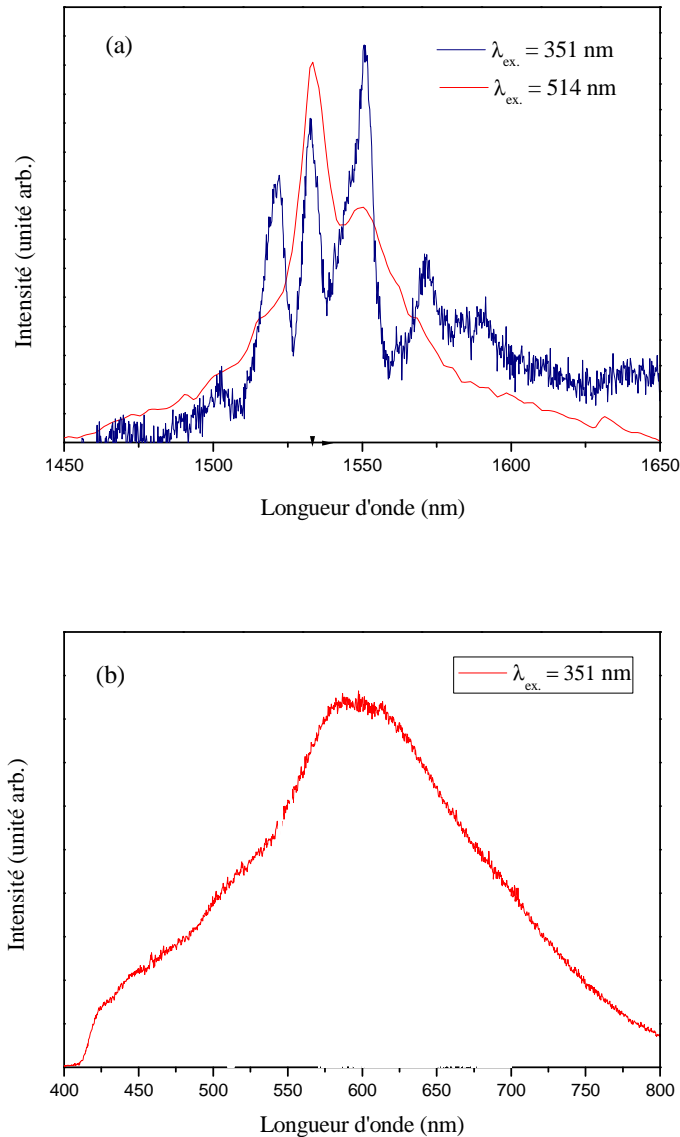 (a)
λex. = 351 nm
λex. = 514 nm
Intensité (unité arb.)
1450 1500 1550 1600 1650
Longueur d'onde (nm)
(b)
λex. = 351 nm
Intensité (unité arb.)
400 450 500 550 600 650 700 750 800
Longueur d'onde (nm)